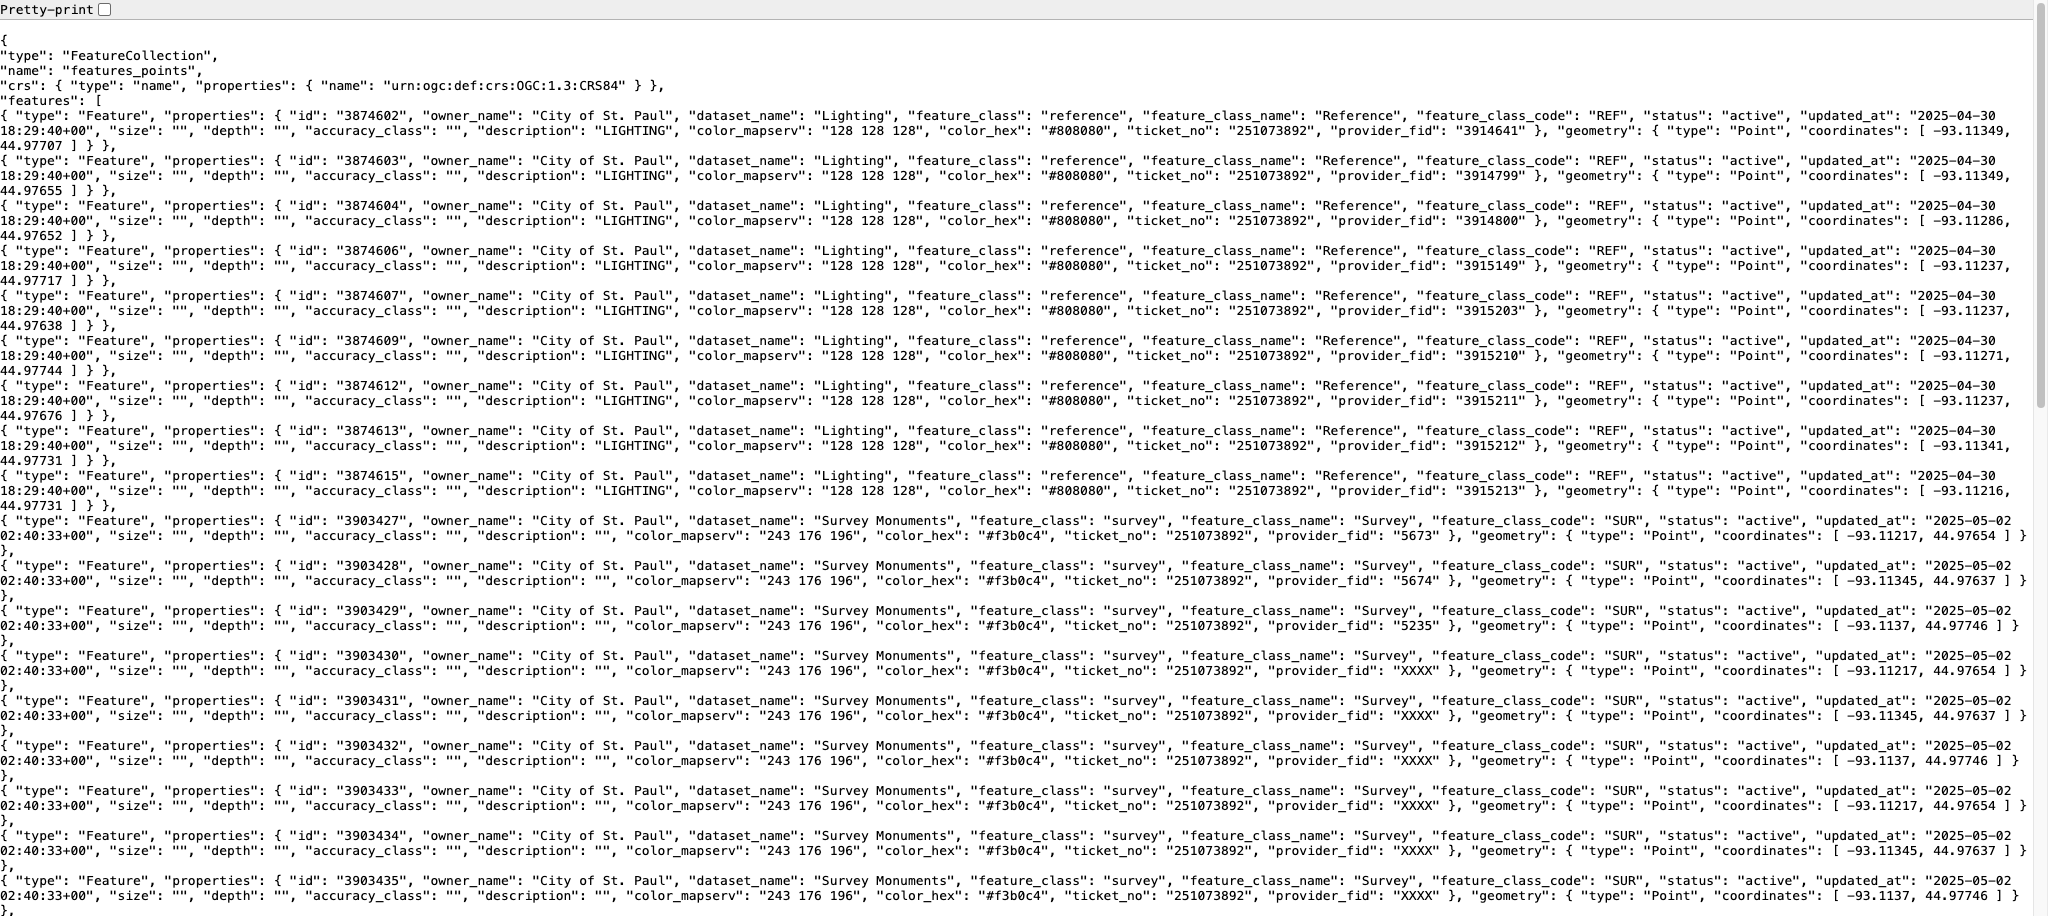 Pretty-print
{
"type": "FeatureCollection",
"name": "features_points",
"crs": { "type": "name", "properties": { "name": "urn:ogc:def:crs:OGC:1.3:CRS84" } },
"features": [
{ "type": "Feature", "properties": { "id": "3874602", "owner_name": "City of St. Paul", "dataset_name": "Lighting", "feature_class": "reference", "feature_class_name": "Reference", "feature_class_code": "REF", "status": "active", "updated_at": "2025-04-30
18:29:40+00", "size": "", "depth": "", "accuracy_class": "", "description": "LIGHTING", "color_mapserv": "128 128 128", "color_hex": "#808080", "ticket_no": "251073892", "provider_fid": "3914641" }, "geometry": { "type": "Point", "coordinates": [ -93.11349,
44.97707 ] } },
{ "type": "Feature", "properties": { "id": "3874603", "owner_name": "City of St. Paul", "dataset_name": "Lighting", "feature_class": "reference", "feature_class_name": "Reference", "feature_class_code": "REF", "status": "active", "updated_at": "2025-04-30
18:29:40+00", "size": "", "depth": "", "accuracy_class": "", "description": "LIGHTING", "color_mapserv": "128 128 128", "color_hex": "#808080", "ticket_no": "251073892", "provider_fid": "3914799" }, "geometry": { "type": "Point", "coordinates": [ -93.11349,
44.97655 ] } },
{ "type": "Feature", "properties": { "id": "3874604", "owner_name": "City of St. Paul", "dataset_name": "Lighting", "feature_class": "reference", "feature_class_name": "Reference", "feature_class_code": "REF", "status": "active", "updated_at": "2025-04-30
18:29:40+00", "size": "", "depth": "", "accuracy_class": "", "description": "LIGHTING", "color_mapserv": "128 128 128", "color_hex": "#808080", "ticket_no": "251073892", "provider_fid": "3914800" }, "geometry": { "type": "Point", "coordinates": [ -93.11286,
44.97652 ] } },
{ "type": "Feature", "properties": { "id": "3874606", "owner_name": "City of St. Paul", "dataset_name": "Lighting", "feature_class": "reference", "feature_class_name": "Reference", "feature_class_code": "REF", "status": "active", "updated_at": "2025-04-30
18:29:40+00", "size": "", "depth": "", "accuracy_class": "", "description": "LIGHTING", "color_mapserv": "128 128 128", "color_hex": "#808080", "ticket_no": "251073892", "provider_fid": "3915149" }, "geometry": { "type": "Point", "coordinates": [ -93.11237,
44.97717 ] } },
{ "type": "Feature", "properties": { "id": "3874607", "owner_name": "City of St. Paul", "dataset_name": "Lighting", "feature_class": "reference", "feature_class_name": "Reference", "feature_class_code": "REF", "status": "active", "updated_at": "2025-04-30
18:29:40+00", "size": "", "depth": "", "accuracy_class": "", "description": "LIGHTING", "color_mapserv": "128 128 128", "color_hex": "#808080", "ticket_no": "251073892", "provider_fid": "3915203" }, "geometry": { "type": "Point", "coordinates": [ -93.11237,
44.97638 ] } },
{ "type": "Feature", "properties": { "id": "3874609", "owner_name": "City of St. Paul", "dataset_name": "Lighting", "feature_class": "reference", "feature_class_name": "Reference", "feature_class_code": "REF", "status": "active", "updated_at": "2025-04-30
18:29:40+00", "size": "", "depth": "", "accuracy_class": "", "description": "LIGHTING", "color_mapserv": "128 128 128", "color_hex": "#808080", "ticket_no": "251073892", "provider_fid": "3915210" }, "geometry": { "type": "Point", "coordinates": [ -93.11271,
44.97744 ] } },
{ "type": "Feature", "properties": { "id": "3874612", "owner_name": "City of St. Paul", "dataset_name": "Lighting", "feature_class": "reference", "feature_class_name": "Reference", "feature_class_code": "REF", "status": "active", "updated_at": "2025-04-30
18:29:40+00", "size": "", "depth": "", "accuracy_class": "", "description": "LIGHTING", "color_mapserv": "128 128 128", "color_hex": "#808080", "ticket_no": "251073892", "provider_fid": "3915211" }, "geometry": { "type": "Point", "coordinates": [ -93.11237,
44.97676 ] } },
{ "type": "Feature", "properties": { "id": "3874613", "owner_name": "City of St. Paul", "dataset_name": "Lighting", "feature_class": "reference", "feature_class_name": "Reference", "feature_class_code": "REF", "status": "active", "updated_at": "2025-04-30
18:29:40+00", "size": "", "depth": "", "accuracy_class": "", "description": "LIGHTING", "color_mapserv": "128 128 128", "color_hex": "#808080", "ticket_no": "251073892", "provider_fid": "3915212" }, "geometry": { "type": "Point", "coordinates": [ -93.11341,
44.97731 ] } },
{ "type": "Feature", "properties": { "id": "3874615", "owner_name": "City of St. Paul", "dataset_name": "Lighting", "feature_class": "reference", "feature_class_name": "Reference", "feature_class_code": "REF", "status": "active", "updated_at": "2025-04-30
18:29:40+00", "size": "", "depth": "", "accuracy_class": "", "description": "LIGHTING", "color_mapserv": "128 128 128", "color_hex": "#808080", "ticket_no": "251073892", "provider_fid": "3915213" }, "geometry": { "type": "Point", "coordinates": [ -93.11216,
44.97731 ] } },
{ "type": "Feature", "properties": { "id": "3903427", "owner_name": "City of St. Paul", "dataset_name": "Survey Monuments", "feature_class": "survey", "feature_class_name": "Survey", "feature_class_code": "SUR", "status": "active", "updated_at": "2025-05-02
02:40:33+00", "size": "", "depth": "", "accuracy_class": "", "description": "", "color_mapserv": "243 176 196", "color_hex": "#f3b0c4", "ticket_no": "251073892", "provider_fid": "5673" }, "geometry": { "type": "Point", "coordinates": [ -93.11217, 44.97654 ] }
},
{ "type": "Feature", "properties": { "id": "3903428", "owner_name": "City of St. Paul", "dataset_name": "Survey Monuments", "feature_class": "survey", "feature_class_name": "Survey", "feature_class_code": "SUR", "status": "active", "updated_at": "2025-05-02
02:40:33+00", "size": "", "depth": "", "accuracy_class": "", "description": "", "color_mapserv": "243 176 196", "color_hex": "#f3b0c4", "ticket_no": "251073892", "provider_fid": "5674" }, "geometry": { "type": "Point", "coordinates": [ -93.11345, 44.97637 ] }
},
{ "type": "Feature", "properties": { "id": "3903429", "owner_name": "City of St. Paul", "dataset_name": "Survey Monuments", "feature_class": "survey", "feature_class_name": "Survey", "feature_class_code": "SUR", "status": "active", "updated_at": "2025-05-02
02:40:33+00", "size": "", "depth": "", "accuracy_class": "", "description": "", "color_mapserv": "243 176 196", "color_hex": "#f3b0c4", "ticket_no": "251073892", "provider_fid": "5235" }, "geometry": { "type": "Point", "coordinates": [ -93.1137, 44.97746 ] }
},
{ "type": "Feature", "properties": { "id": "3903430", "owner_name": "City of St. Paul", "dataset_name": "Survey Monuments", "feature_class": "survey", "feature_class_name": "Survey", "feature_class_code": "SUR", "status": "active", "updated_at": "2025-05-02
02:40:33+00", "size": "", "depth": "", "accuracy_class": "", "description": "", "color_mapserv": "243 176 196", "color_hex": "#f3b0c4", "ticket_no": "251073892", "provider_fid": "XXXX" }, "geometry": { "type": "Point", "coordinates": [ -93.11217, 44.97654 ] }
},
{ "type": "Feature", "properties": { "id": "3903431", "owner_name": "City of St. Paul", "dataset_name": "Survey Monuments", "feature_class": "survey", "feature_class_name": "Survey", "feature_class_code": "SUR", "status": "active", "updated_at": "2025-05-02
02:40:33+00", "size": "", "depth": "", "accuracy_class": "", "description": "", "color_mapserv": "243 176 196", "color_hex": "#f3b0c4", "ticket_no": "251073892", "provider_fid": "XXXX" }, "geometry": { "type": "Point", "coordinates": [ -93.11345, 44.97637 ] }
},
{ "type": "Feature", "properties": { "id": "3903432", "owner_name": "City of St. Paul", "dataset_name": "Survey Monuments", "feature_class": "survey", "feature_class_name": "Survey", "feature_class_code": "SUR", "status": "active", "updated_at": "2025-05-02
02:40:33+00", "size": "", "depth": "", "accuracy_class": "", "description": "", "color_mapserv": "243 176 196", "color_hex": "#f3b0c4", "ticket_no": "251073892", "provider_fid": "XXXX" }, "geometry": { "type": "Point", "coordinates": [ -93.1137, 44.97746 ] }
},
{ "type": "Feature", "properties": { "id": "3903433", "owner_name": "City of St. Paul", "dataset_name": "Survey Monuments", "feature_class": "survey", "feature_class_name": "Survey", "feature_class_code": "SUR", "status": "active", "updated_at": "2025-05-02
02:40:33+00", "size": "", "depth": "", "accuracy_class": "", "description": "", "color_mapserv": "243 176 196", "color_hex": "#f3b0c4", "ticket_no": "251073892", "provider_fid": "XXXX" }, "geometry": { "type": "Point", "coordinates": [ -93.11217, 44.97654 ] }
},
{ "type": "Feature", "properties": { "id": "3903434", "owner_name": "City of St. Paul", "dataset_name": "Survey Monuments", "feature_class": "survey", "feature_class_name": "Survey", "feature_class_code": "SUR", "status": "active", "updated_at": "2025-05-02
02:40:33+00", "size": "", "depth": "", "accuracy_class": "", "description": "", "color_mapserv": "243 176 196", "color_hex": "#f3b0c4", "ticket_no": "251073892", "provider_fid": "XXXX" }, "geometry": { "type": "Point", "coordinates": [ -93.11345, 44.97637 ] }
},
{ "type": "Feature", "properties": { "id": "3903435", "owner_name": "City of St. Paul", "dataset_name": "Survey Monuments", "feature_class": "survey", "feature_class_name": "Survey", "feature_class_code": "SUR", "status": "active", "updated_at": "2025-05-02
02:40:33+00", "size": "", "depth": "", "accuracy_class": "", "description": "", "color_mapserv": "243 176 196", "color_hex": "#f3b0c4", "ticket_no": "251073892", "provider_fid": "XXXX" }, "geometry": { "type": "Point", "coordinates": [ -93.1137, 44.97746 ] }
},